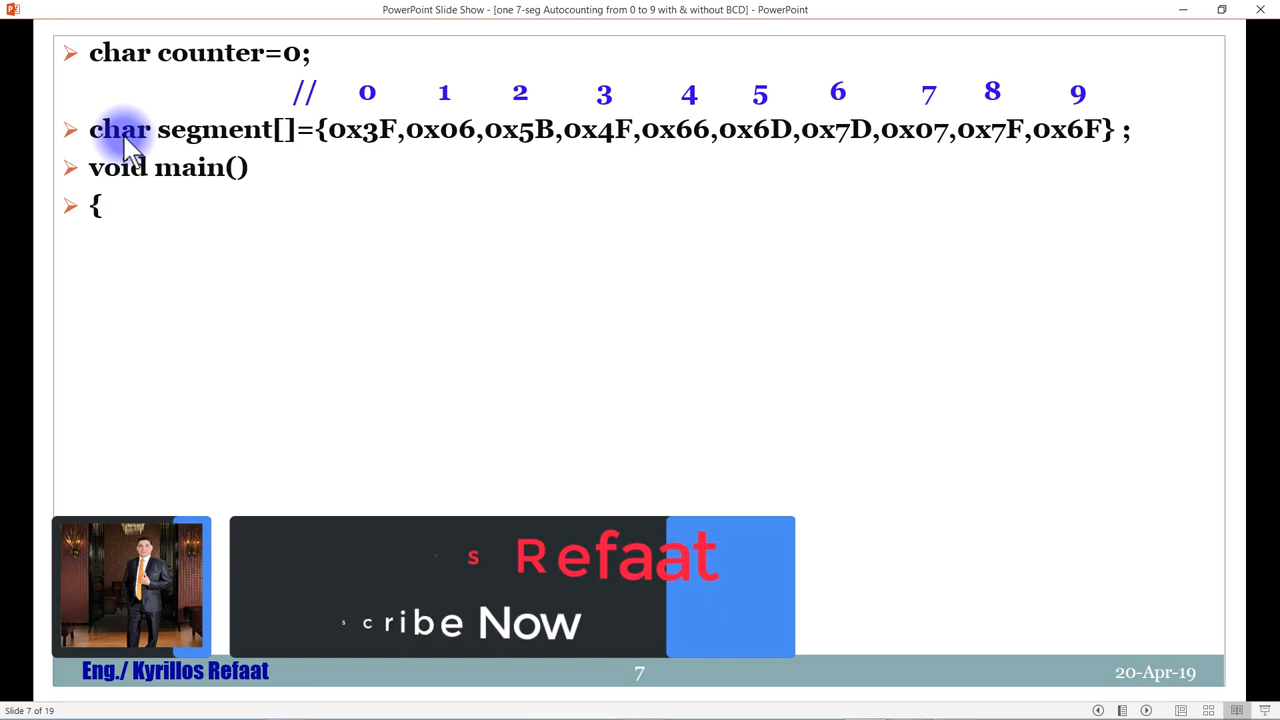 PowerPoint Slide Show - [one 7-seg Autocounting from 0 to 9 with & without BCD] - PowerPoint
char counter=0;
// 0 1 2 3 4 5 6 7 8 9
char segment[]={0x3F,0x06,0x5B,0x4F,0x66,0x6D,0x7D,0x07,0x7F,0x6F} ;
void main()
{
s Refaat
s cribe Now
Eng./ Kyrillos Refaat
7
20-Apr-19
Slide 7 of 19